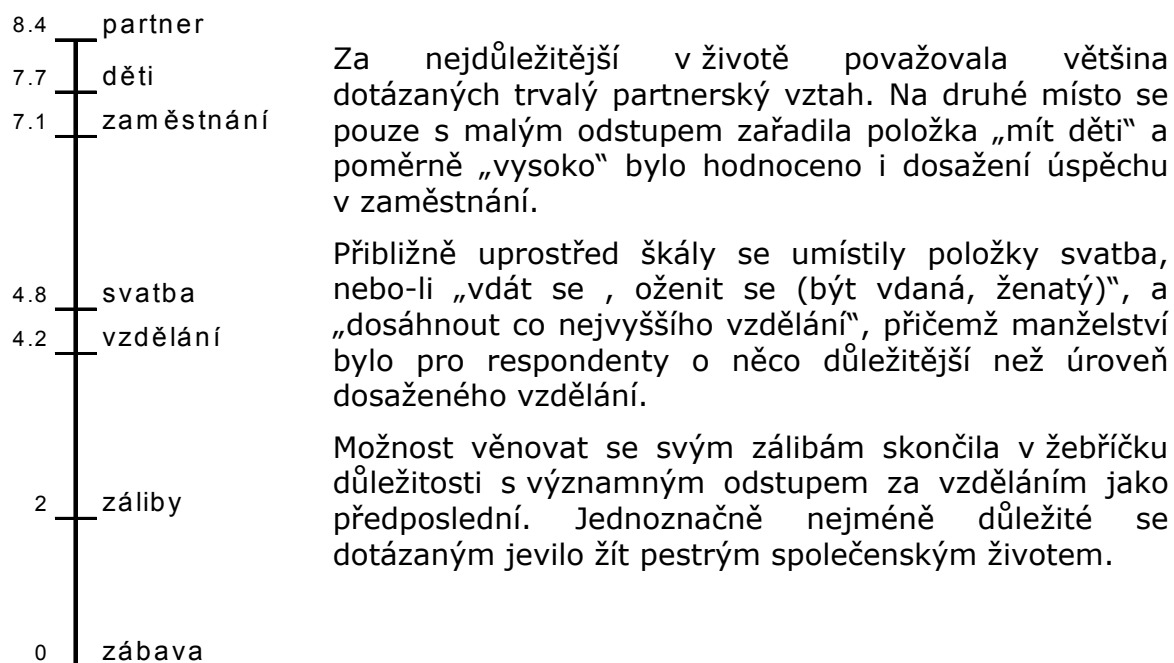 8.4 partner
7.7 děti
7.1 zaměstnání
4.8 svatba
4.2 vzdělání
2 záliby
0 zábava
Za nejdůležitější v životě považovala většina
dotázaných trvalý partnerský vztah. Na druhé místo se
pouze s malým odstupem zařadila položka „mít děti“ a
poměrně „vysoko“ bylo hodnoceno i dosažení úspěchu
v zaměstnání.
Přibližně uprostřed škály se umístily položky svatba,
nebo-li „vdát se , oženit se (být vdaná, ženatý)“, a
„dosáhnout co nejvyššího vzdělání“, přičemž manželství
bylo pro respondenty o něco důležitější než úroveň
dosaženého vzdělání.
Možnost věnovat se svým zálibám skončila v žebříčku
důležitosti s významným odstupem za vzděláním jako
předposlední. Jednoznačně nejméně důležité se
dotázaným jevilo žít pestrým společenským životem.